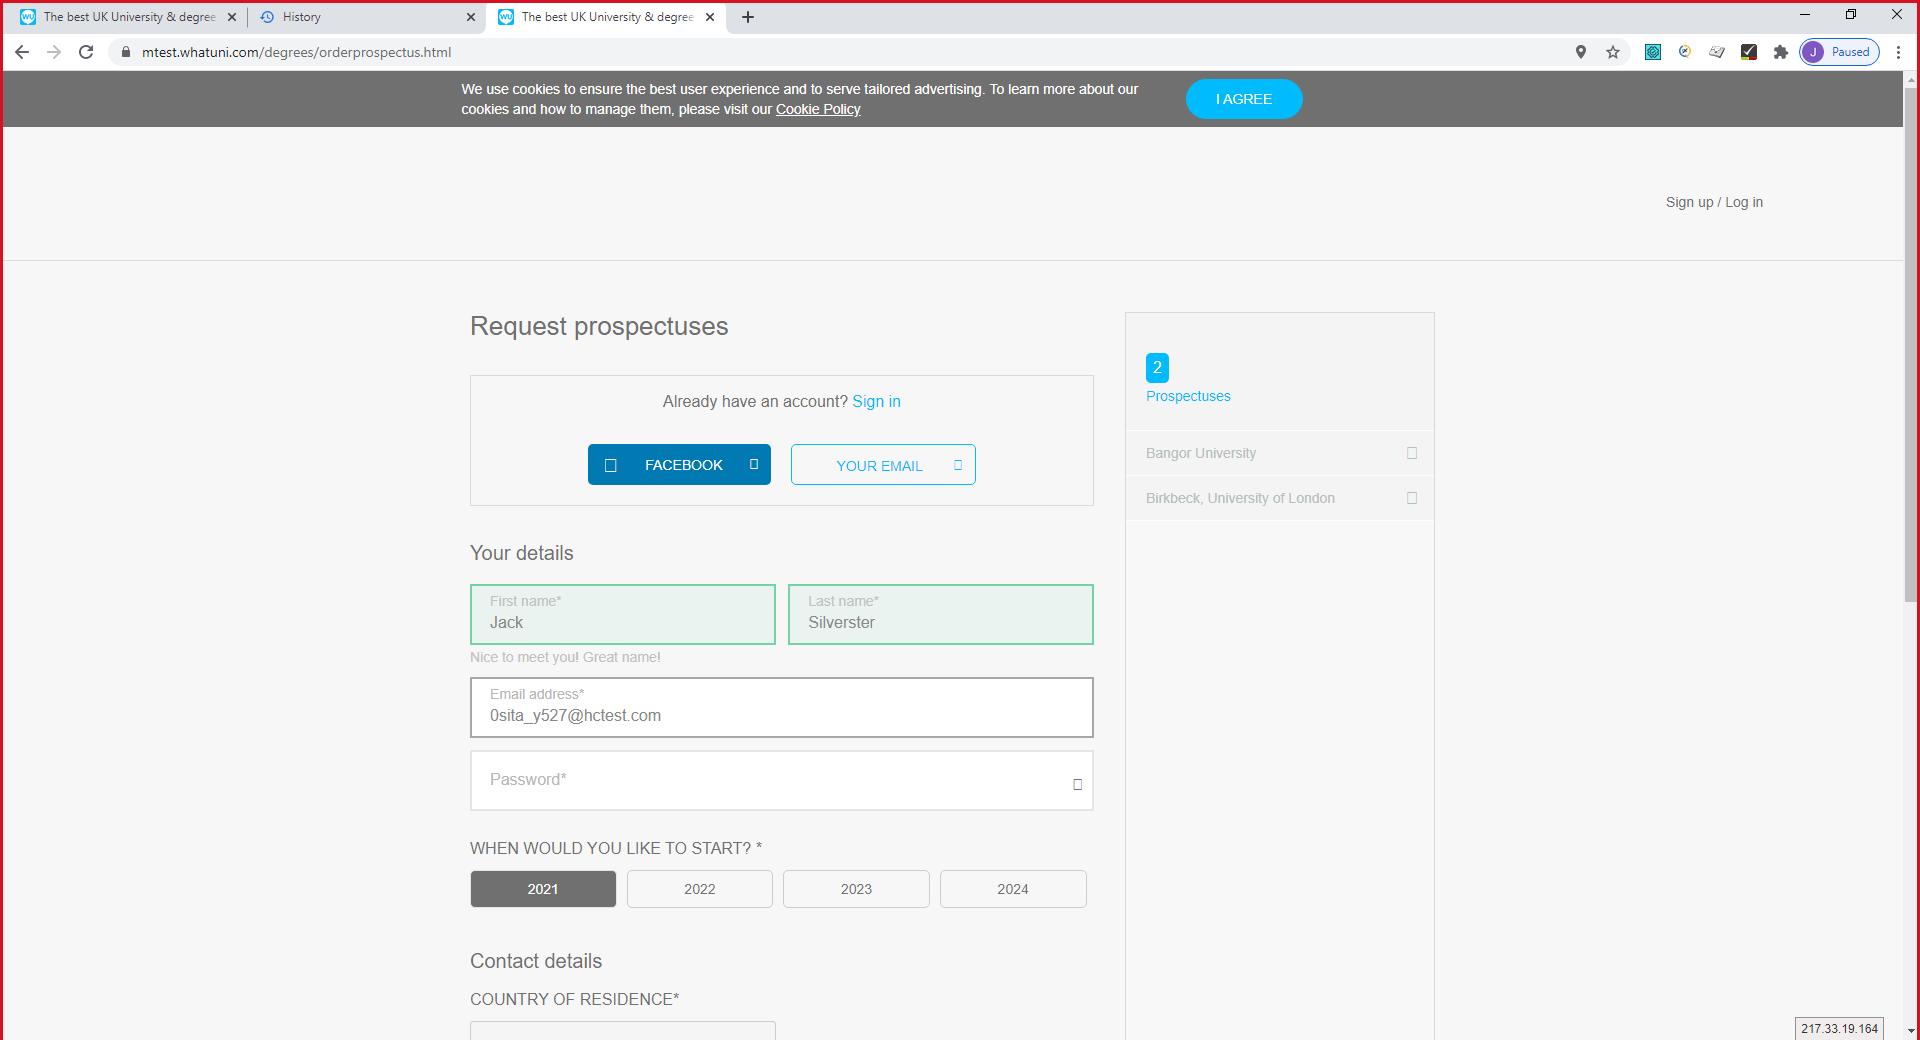 The best UK University & degree
History
The best UK University & degree
mtest.whatuni.com/degrees/orderprospectus.html
J Paused
We use cookies to ensure the best user experience and to serve tailored advertising. To learn more about our
cookies and how to manage them, please visit our Cookie Policy
I AGREE
Sign up / Log in
Request prospectuses
Already have an account? Sign in
FACEBOOK
YOUR EMAIL
2
Prospectuses
Bangor University
Birkbeck, University of London
Your details
First name*
Jack
Last name*
Silverster
Nice to meet you! Great name!
Email address*
0sita_y527@hctest.com
Password*
WHEN WOULD YOU LIKE TO START? *
2021
2022
2023
2024
Contact details
COUNTRY OF RESIDENCE*
217.33.19.164